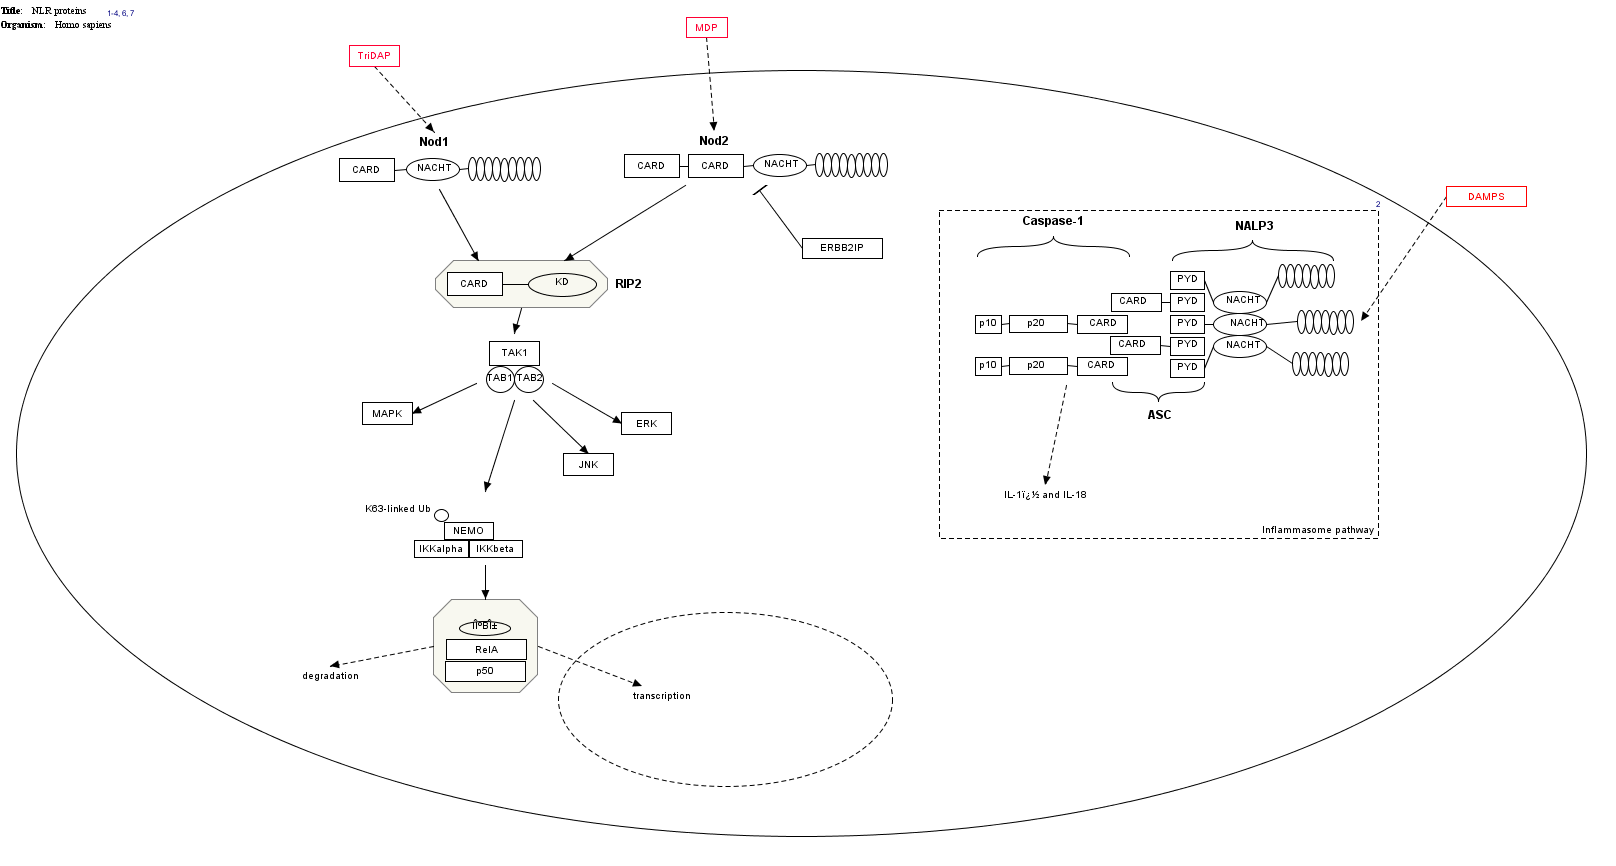 Title: NLR proteins 1-4, 6, 7
Organism: Homo sapiens
MDP
TriDAP
Nod1
Nod2
CARD NACHT
CARD CARD NACHT
DAMPS
2
Caspase-1
NALP3
ERBB2IP
CARD KD RIP2
PYD
CARD PYD NACHT
p10 p20 CARD PYD NACHT
CARD PYD NACHT
p10 p20 CARD PYD
ASC
TAK1
TAB1 TAB2
MAPK
ERK
JNK
IL-1ï¿½ and IL-18
Inflammasome pathway
K63-linked Ub
NEMO
IKKalpha IKKbeta
RelA
p50
degradation
transcription